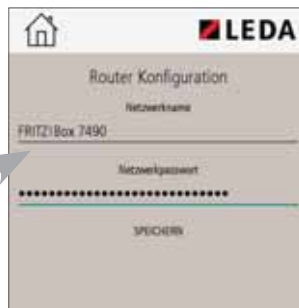 LEDA
Router Konfiguration
Netzwerkname
FRITZ!Box 7490
Netzwerkpasswort
••••••••••••••••••••••••••••••
SPEICHERN